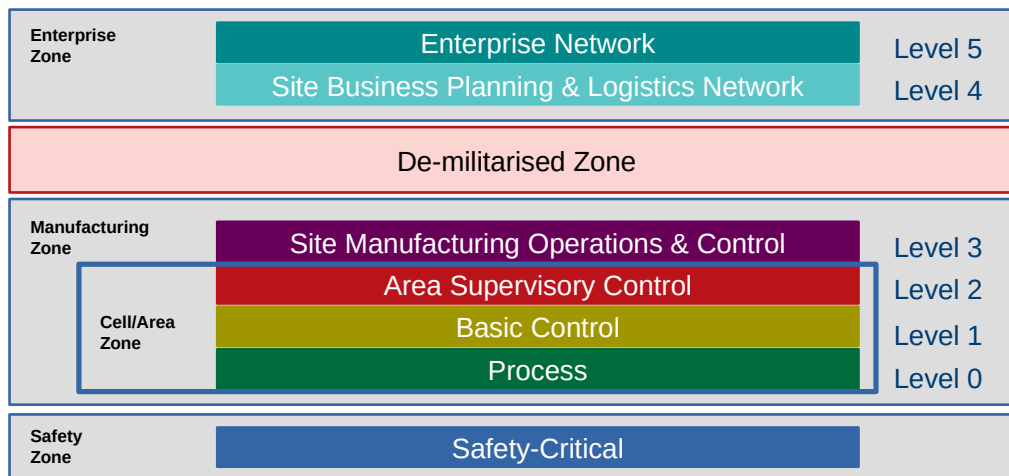 Enterprise
Zone
Enterprise Network
Level 5
Site Business Planning & Logistics Network
Level 4
De-militarised Zone
Manufacturing
Zone
Site Manufacturing Operations & Control
Level 3
Area Supervisory Control
Level 2
Cell/Area
Zone
Basic Control
Level 1
Process
Level 0
Safety
Zone
Safety-Critical